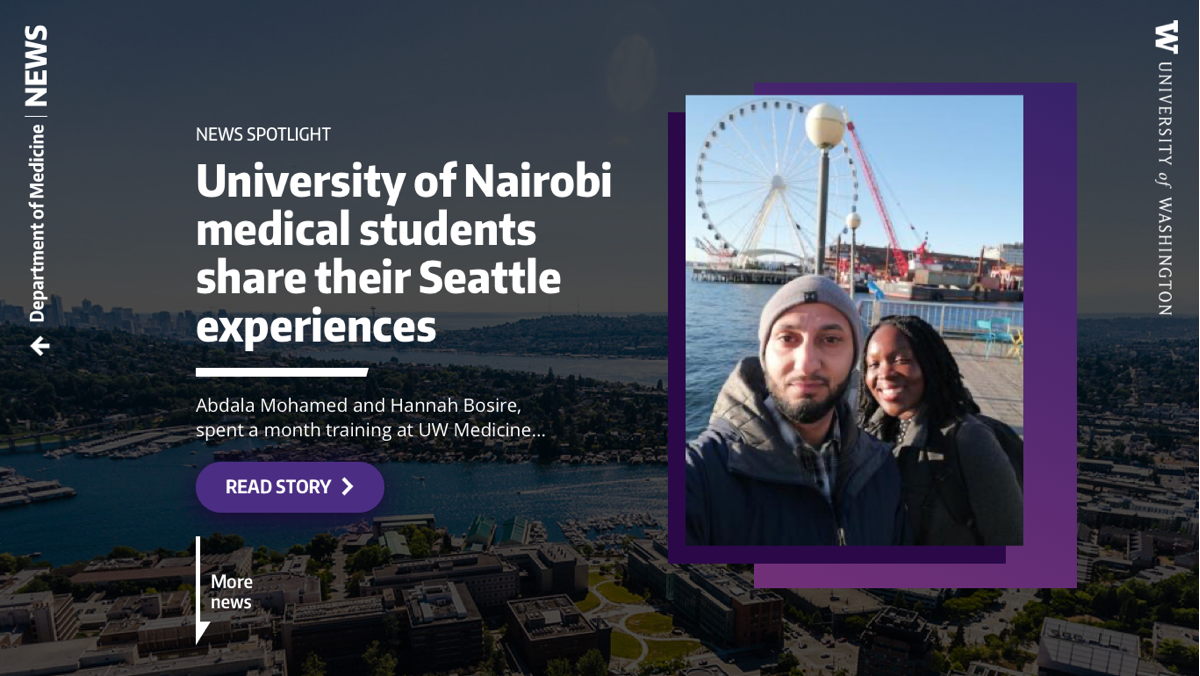 Department of Medicine | NEWS
NEWS SPOTLIGHT
University of Nairobi
medical students
share their Seattle
experiences
Abdala Mohamed and Hannah Bosire,
spent a month training at UW Medicine...
READ STORY
More
news
W UNIVERSITY of WASHINGTON